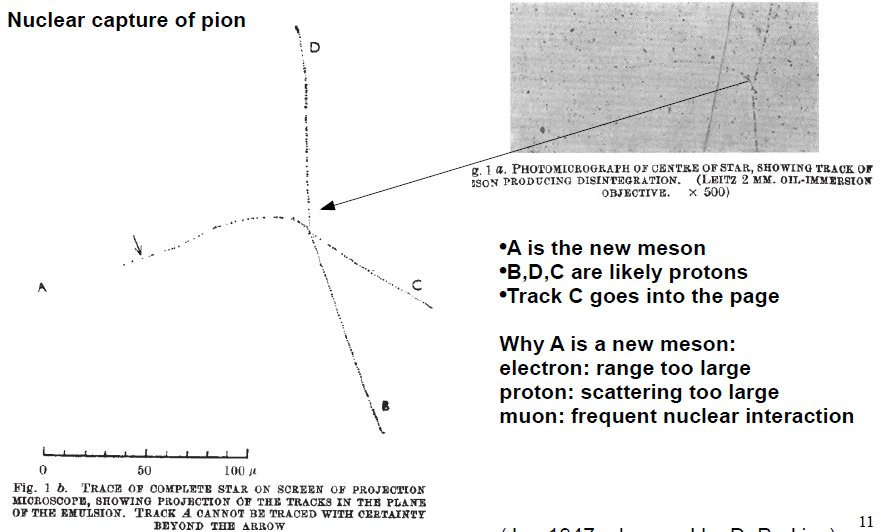 Nuclear capture of pion
D
A
C
B
0 50 100 μ
Fig. 1 b. TRACE OF COMPLETE STAR ON SCREEN OF PROJECTION
MICROSCOPE, SHOWING PROJECTION OF THE TRACKS IN THE PLANE
OF THE EMULSION. TRACK A CANNOT BE TRACED WITH CERTAINTY
BEYOND THE ARROW
g. 1 a. PHOTOMICROGRAPH OF CENTRE OF STAR, SHOWING TRACK OF
ESON PRODUCING DISINTEGRATION. (LEITZ 2 MM. OIL-IMMERSION
OBJECTIVE. × 500)
•A is the new meson
•B,D,C are likely protons
•Track C goes into the page
Why A is a new meson:
electron: range too large
proton: scattering too large
muon: frequent nuclear interaction
11